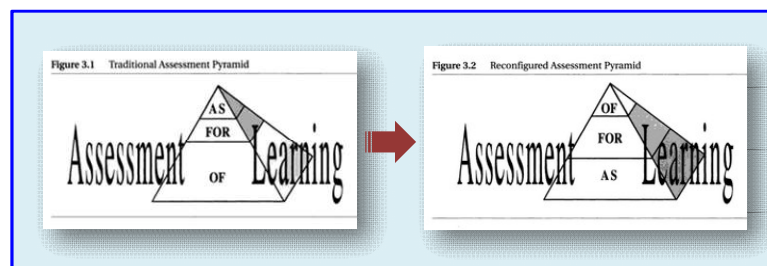 Figure 3.1 Traditional Assessment Pyramid
AS
FOR
Assessment Learning
OF
Figure 3.2 Reconfigured Assessment Pyramid
OF
FOR
Assessment Learning
AS